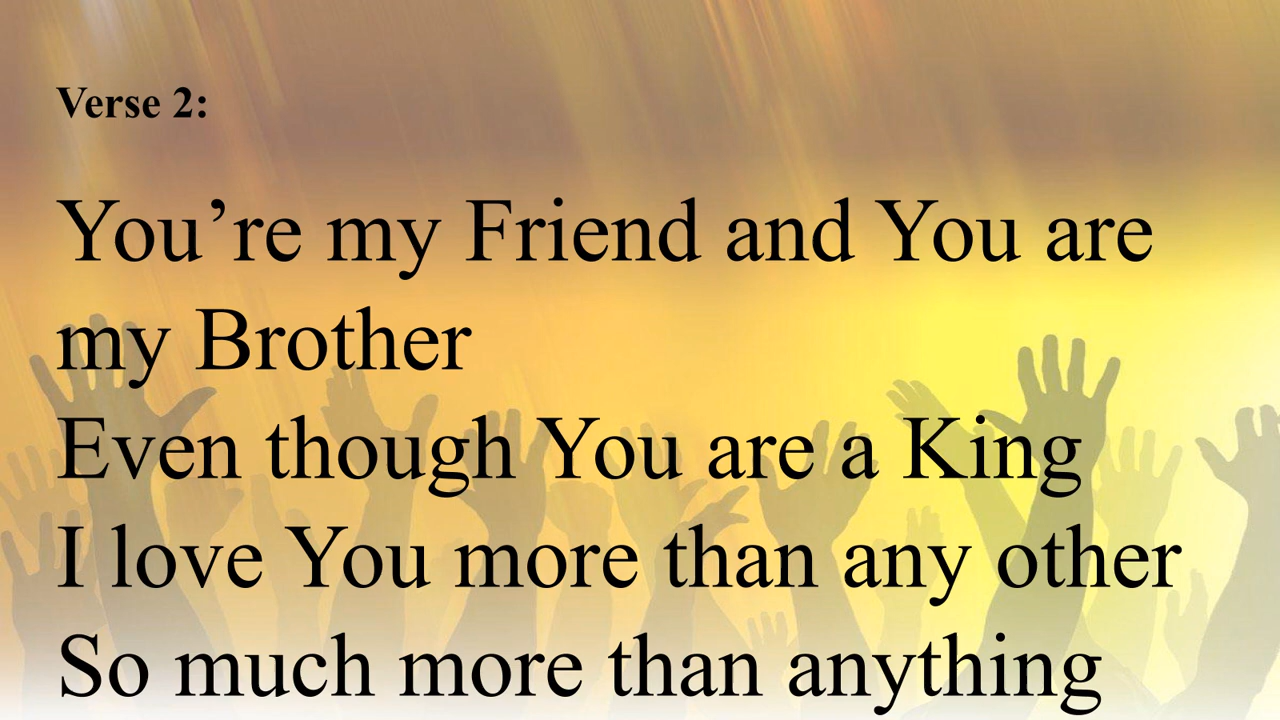 Verse 2:
You’re my Friend and You are
my Brother
Even though You are a King
I love You more than any other
So much more than anything